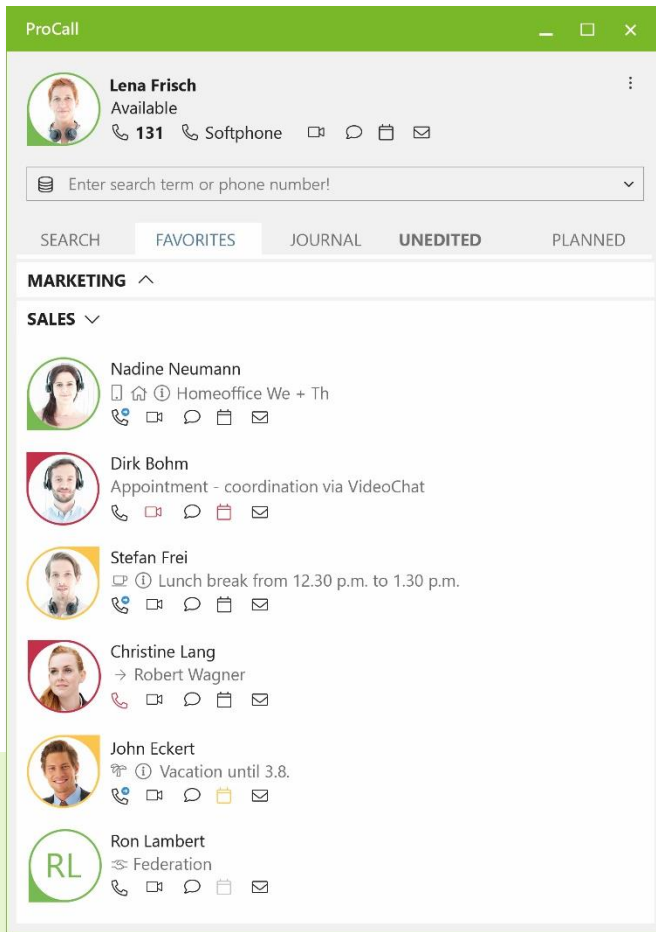 ProCall
Lena Frisch
Available
131 Softphone
Enter search term or phone number!
SEARCH FAVORITES JOURNAL UNEDITED PLANNED
MARKETING
SALES
Nadine Neumann
Homeoffice We + Th
Dirk Bohm
Appointment - coordination via VideoChat
Stefan Frei
Lunch break from 12.30 p.m. to 1.30 p.m.
Christine Lang
→ Robert Wagner
John Eckert
Vacation until 3.8.
Ron Lambert
RL
Federation